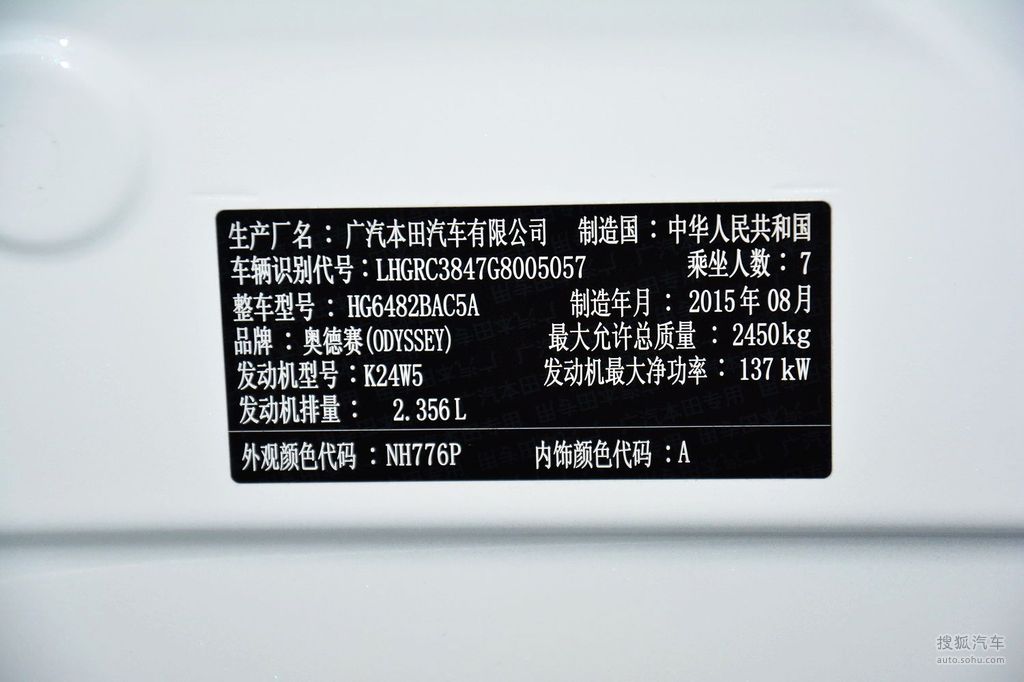 生产厂名：广汽本田汽车有限公司 制造国：中华人民共和国
车辆识别代号：LHGRC3847G8005057 乘坐人数：7
整车型号：HG6482BAC5A 制造年月：2015年08月
品牌：奥德赛(ODYSSEY) 最大允许总质量：2450kg
发动机型号：K24W5 发动机最大净功率：137kW
发动机排量：2.356L
外观颜色代码：NH776P 内饰颜色代码：A
搜狐汽车
auto.sohu.com